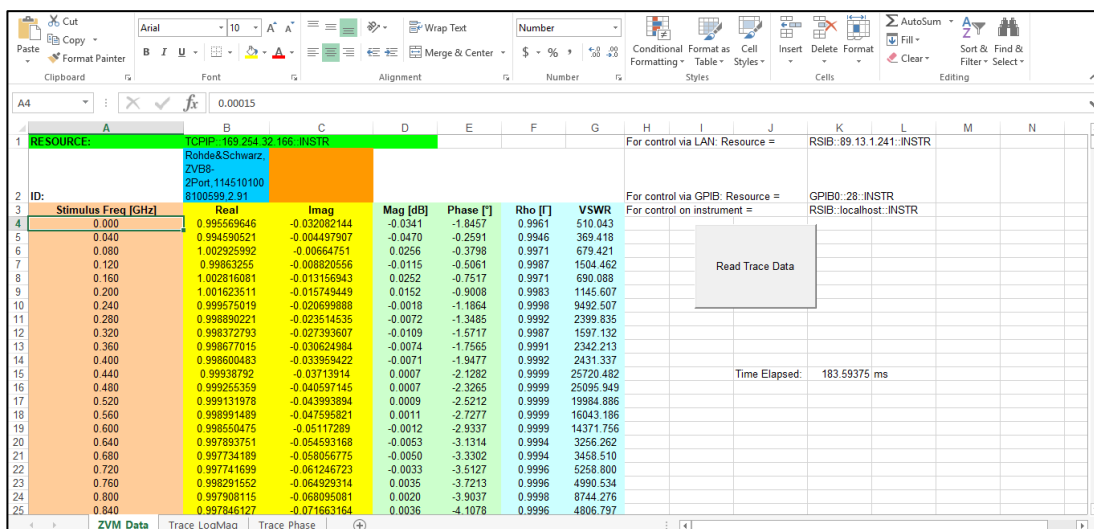 Cut
Copy
Format Painter
Paste
Clipboard
Arial
10
A A
B I U
A
Font
Wrap Text
Merge & Center
Alignment
Number
$ % , .0 .00
Number
Conditional Formatting
Format as Table
Cell Styles
Styles
Insert Delete Format
Cells
AutoSum
Fill
Clear
Sort & Filter
Find & Select
Editing
A4 fx 0.00015
A B C D E F G H I J K L M N
1 RESOURCE: TCPIP::169.254.32.166::INSTR For control via LAN: Resource = RSIB::89.13.1.241::INSTR
Rohde&Schwarz,
ZVB8-
2Port,114510100
2 ID: 8100599,2.91 For control via GPIB: Resource = GPIB0::28::INSTR
3 Stimulus Freq [GHz] Real Imag Mag [dB] Phase [°] Rho [Γ] VSWR For control on instrument = RSIB::localhost::INSTR
4 0.000 0.995569646 -0.032082144 -0.0341 -1.8457 0.9961 510.043
5 0.040 0.994590521 -0.004497907 -0.0470 -0.2591 0.9946 369.418
6 0.080 1.002925992 -0.00664751 0.0256 -0.3798 0.9971 679.421
7 0.120 0.99863255 -0.008820556 -0.0115 -0.5061 0.9987 1504.462 Read Trace Data
8 0.160 1.002816081 -0.013156943 0.0252 -0.7517 0.9971 690.088
9 0.200 1.001623511 -0.015749449 0.0152 -0.9008 0.9983 1145.607
10 0.240 0.999575019 -0.020699888 -0.0018 -1.1864 0.9998 9492.507
11 0.280 0.998890221 -0.023514535 -0.0072 -1.3485 0.9992 2399.835
12 0.320 0.998372793 -0.027393607 -0.0109 -1.5717 0.9987 1597.132
13 0.360 0.998677015 -0.030624984 -0.0074 -1.7565 0.9991 2342.213
14 0.400 0.998600483 -0.033959422 -0.0071 -1.9477 0.9992 2431.337
15 0.440 0.99938792 -0.03713914 0.0007 -2.1282 0.9999 25720.482 Time Elapsed: 183.59375 ms
16 0.480 0.999255359 -0.040597145 0.0007 -2.3265 0.9999 25095.949
17 0.520 0.999131978 -0.043993894 0.0009 -2.5212 0.9999 19984.886
18 0.560 0.998991489 -0.047595821 0.0011 -2.7277 0.9999 16043.186
19 0.600 0.998550475 -0.05117289 -0.0012 -2.9337 0.9999 14371.756
20 0.640 0.997893751 -0.054593168 -0.0053 -3.1314 0.9994 3256.262
21 0.680 0.997734189 -0.058056775 -0.0050 -3.3302 0.9994 3458.510
22 0.720 0.997741699 -0.061246723 -0.0033 -3.5127 0.9996 5258.800
23 0.760 0.998291552 -0.064929314 0.0035 -3.7213 0.9996 4990.534
24 0.800 0.997908115 -0.068095081 0.0020 -3.9037 0.9998 8744.276
25 0.840 0.997846127 -0.071663164 0.0036 -4.1078 0.9996 4806.797
ZVM Data Trace LogMag Trace Phase